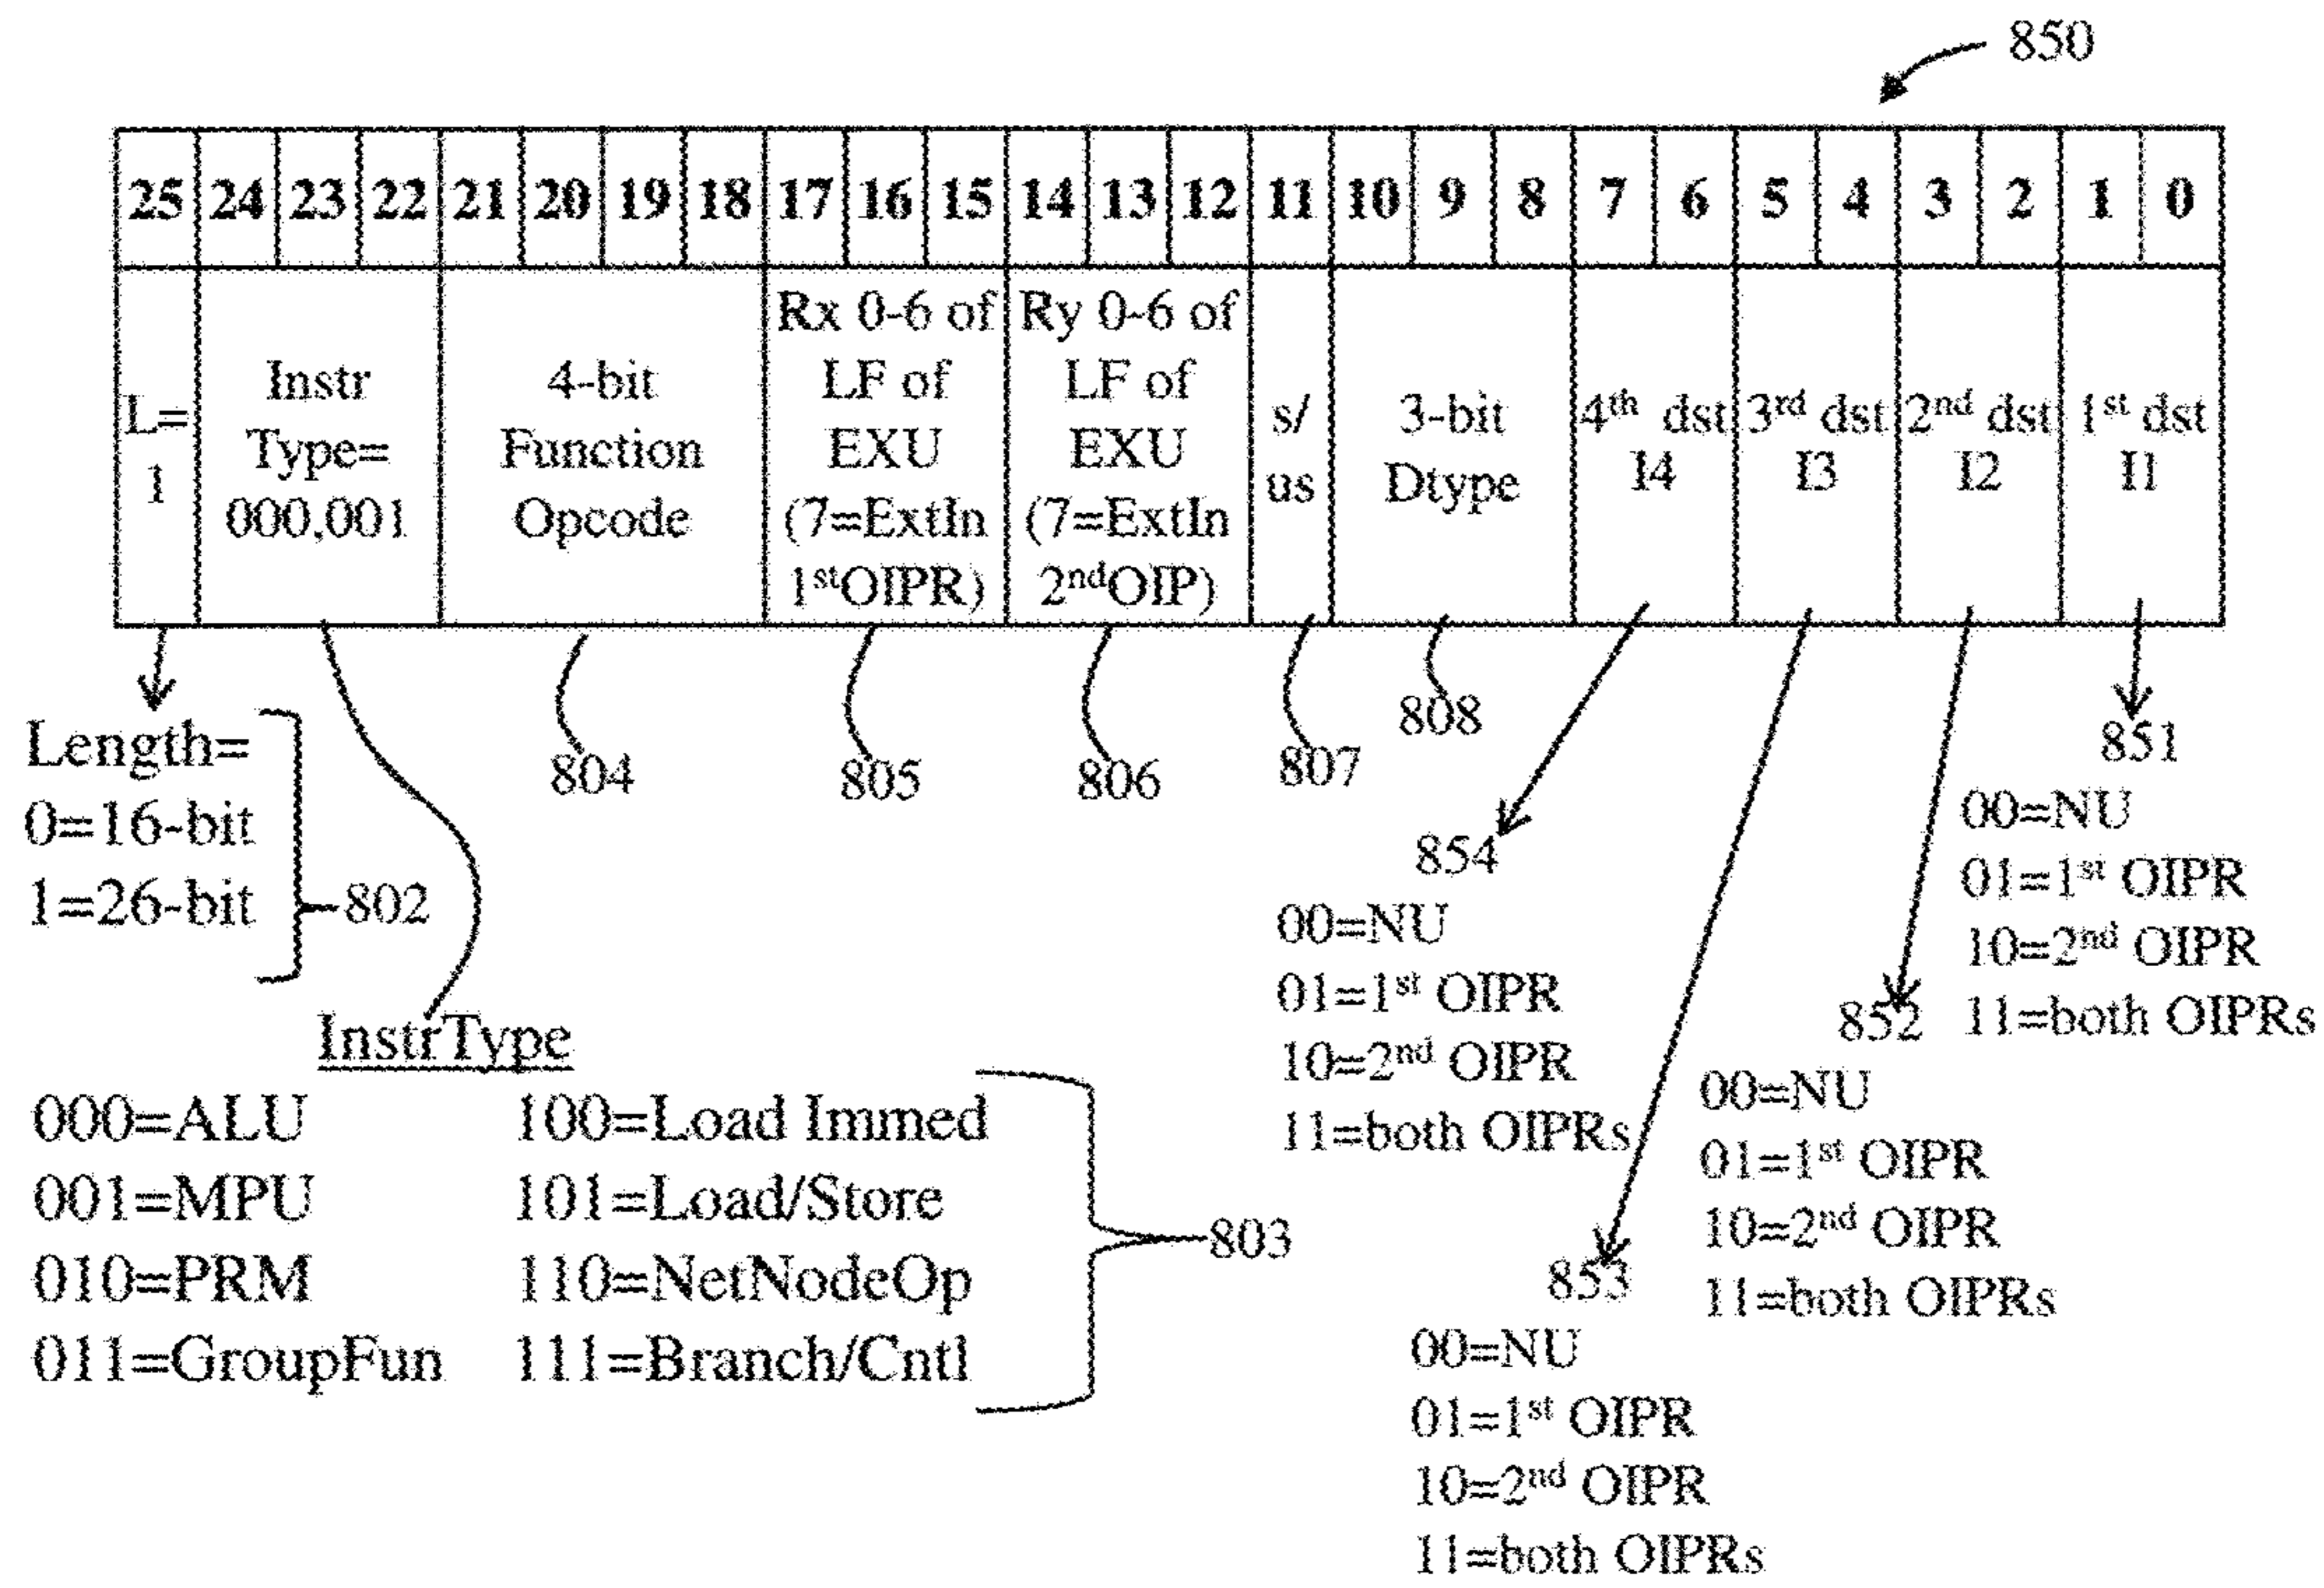 850
25 24 23 22 21 20 19 18 17 16 15 14 13 12 11 10 9 8 7 6 5 4 3 2 1 0
L=
1
Instr
Type=
000,001
4-bit
Function
Opcode
Rx 0-6 of
LF of
EXU
(7=ExtIn
1st OIPR)
Ry 0-6 of
LF of
EXU
(7=ExtIn
2nd OIP)
s/
us
3-bit
Dtype
4th dst
I4
3rd dst
I3
2nd dst
I2
1st dst
I1
Length=
0=16-bit
1=26-bit
802
804
805
806
807
808
851
00=NU
01=1st OIPR
10=2nd OIPR
11=both OIPRs
854
00=NU
01=1st OIPR
10=2nd OIPR
11=both OIPRs
852
00=NU
01=1st OIPR
10=2nd OIPR
11=both OIPRs
853
00=NU
01=1st OIPR
10=2nd OIPR
11=both OIPRs
InstrType
000=ALU
001=MPU
010=PRM
011=GroupFun
100=Load Immed
101=Load/Store
110=NetNodeOp
111=Branch/Cntl
803